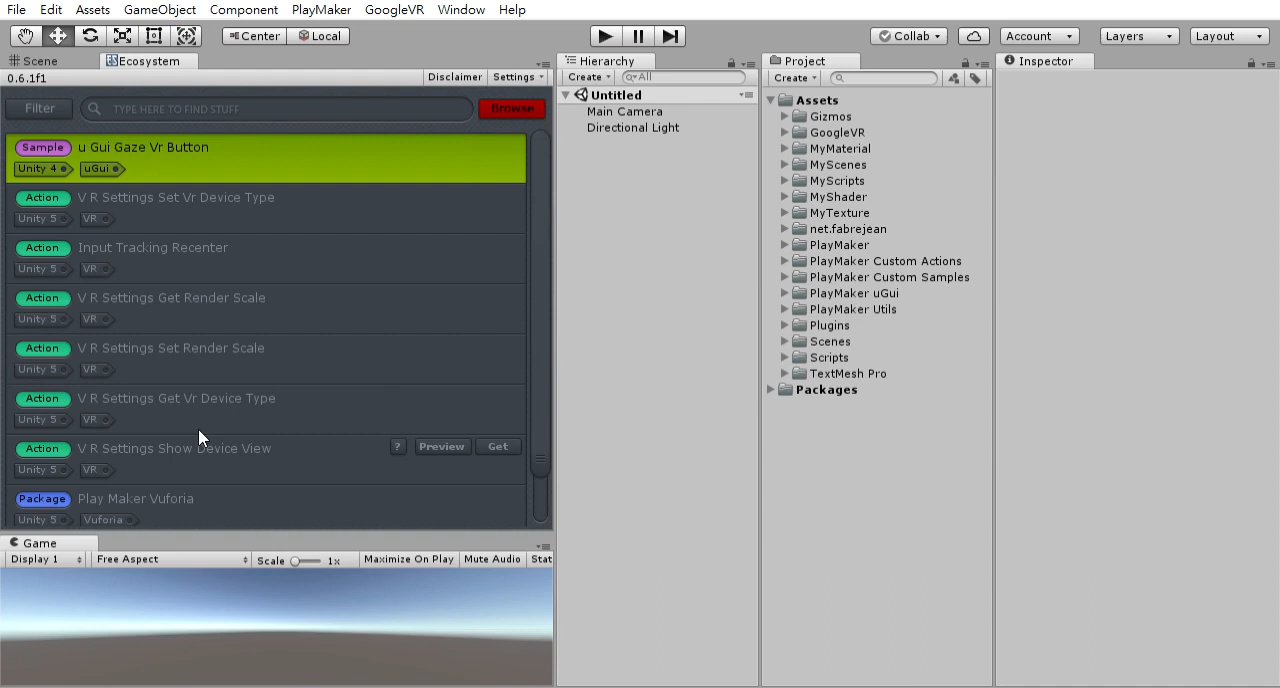 File Edit Assets GameObject Component PlayMaker GoogleVR Window Help
Center Local Collab Account Layers Layout
Scene Ecosystem
0.6.1f1 Disclaimer Settings
Filter TYPE HERE TO FIND STUFF Browse
Sample u Gui Gaze Vr Button
Unity 4 uGui
Action V R Settings Set Vr Device Type
Unity 5 VR
Action Input Tracking Recenter
Unity 5 VR
Action V R Settings Get Render Scale
Unity 5 VR
Action V R Settings Set Render Scale
Unity 5 VR
Action V R Settings Get Vr Device Type
Unity 5 VR
Action V R Settings Show Device View ? Preview Get
Unity 5 VR
Package Play Maker Vuforia
Unity 5 Vuforia
Game
Display 1 Free Aspect Scale 1x Maximize On Play Mute Audio Stat
Hierarchy
Create All
Untitled
Main Camera
Directional Light
Project
Create
Assets
Gizmos
GoogleVR
MyMaterial
MyScenes
MyScripts
MyShader
MyTexture
net.fabrejean
PlayMaker
PlayMaker Custom Actions
PlayMaker Custom Samples
PlayMaker uGui
PlayMaker Utils
Plugins
Scenes
Scripts
TextMesh Pro
Packages
Inspector